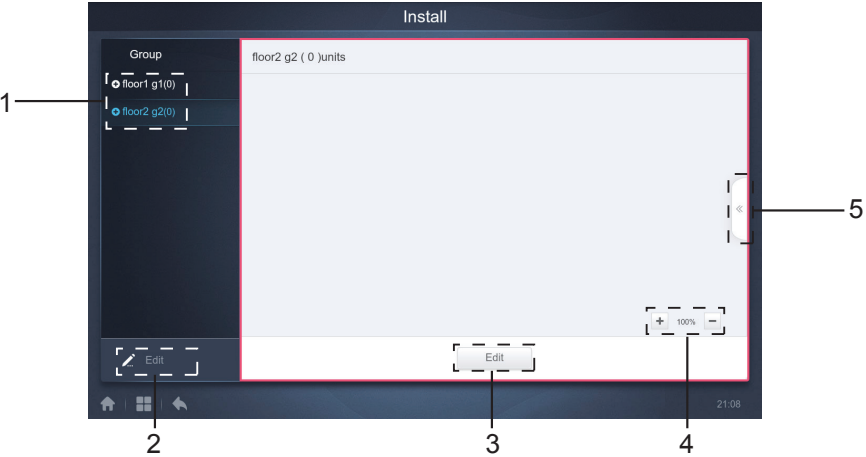 Install
Group
floor1 g1(0)
floor2 g2(0)
floor2 g2 ( 0 )units
+ 100% −
Edit
Edit
21:08
1
2
3
4
5